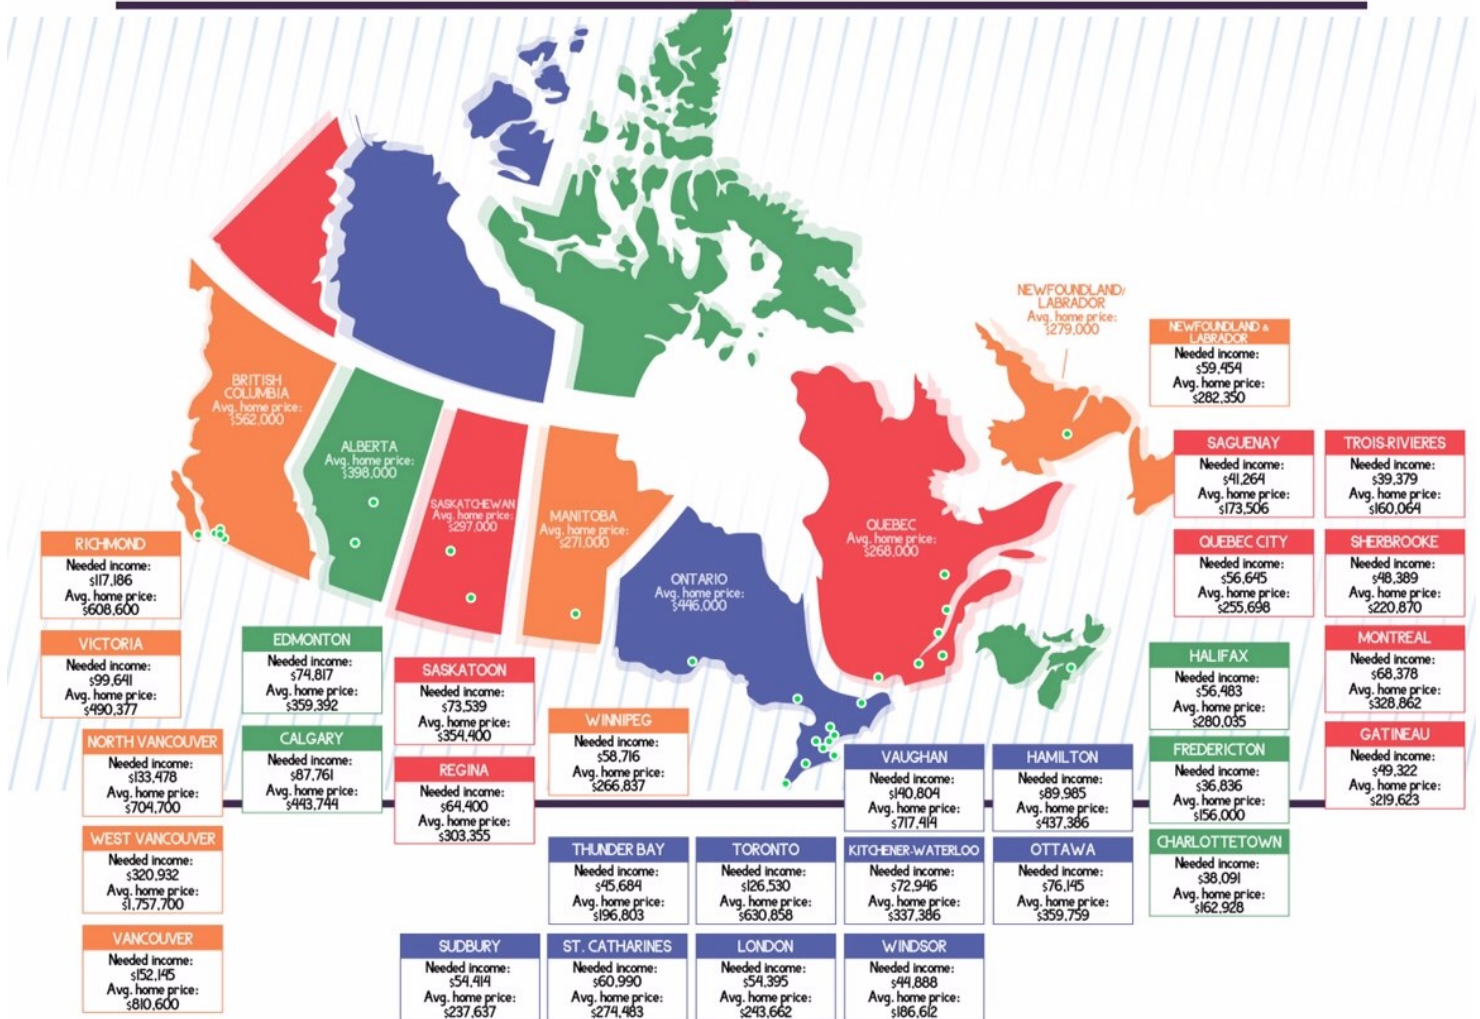 NEWFOUNDLAND/
LABRADOR
Avg. home price:
$279,000
BRITISH
COLUMBIA
Avg. home price:
$562,000
ALBERTA
Avg. home price:
$398,000
SASKATCHEWAN
Avg. home price:
$297,000
MANITOBA
Avg. home price:
$271,000
ONTARIO
Avg. home price:
$446,000
QUEBEC
Avg. home price:
$268,000
NEWFOUNDLAND &
LABRADOR
Needed income:
$59,454
Avg. home price:
$282,350
SAGUENAY
Needed income:
$41,264
Avg. home price:
$173,506
TROIS-RIVIERES
Needed income:
$39,379
Avg. home price:
$160,064
QUEBEC CITY
Needed income:
$56,645
Avg. home price:
$255,698
SHERBROOKE
Needed income:
$48,389
Avg. home price:
$220,870
MONTREAL
Needed income:
$68,378
Avg. home price:
$328,862
GATINEAU
Needed income:
$49,322
Avg. home price:
$219,623
HALIFAX
Needed income:
$56,483
Avg. home price:
$280,035
FREDERICTON
Needed income:
$36,836
Avg. home price:
$156,000
CHARLOTTETOWN
Needed income:
$38,091
Avg. home price:
$162,928
RICHMOND
Needed income:
$117,186
Avg. home price:
$608,600
VICTORIA
Needed income:
$99,641
Avg. home price:
$490,377
NORTH VANCOUVER
Needed income:
$133,478
Avg. home price:
$704,700
WEST VANCOUVER
Needed income:
$320,932
Avg. home price:
$1,757,700
VANCOUVER
Needed income:
$152,145
Avg. home price:
$810,600
EDMONTON
Needed income:
$74,817
Avg. home price:
$359,392
CALGARY
Needed income:
$87,761
Avg. home price:
$443,744
SASKATOON
Needed income:
$73,539
Avg. home price:
$354,400
REGINA
Needed income:
$64,400
Avg. home price:
$303,355
WINNIPEG
Needed income:
$58,716
Avg. home price:
$266,837
VAUGHAN
Needed income:
$140,804
Avg. home price:
$717,414
HAMILTON
Needed income:
$89,985
Avg. home price:
$437,386
THUNDER BAY
Needed income:
$45,684
Avg. home price:
$196,803
TORONTO
Needed income:
$126,530
Avg. home price:
$630,858
KITCHENER-WATERLOO
Needed income:
$72,946
Avg. home price:
$337,386
OTTAWA
Needed income:
$76,145
Avg. home price:
$359,759
SUDBURY
Needed income:
$54,414
Avg. home price:
$237,637
ST. CATHARINES
Needed income:
$60,990
Avg. home price:
$274,483
LONDON
Needed income:
$54,395
Avg. home price:
$243,662
WINDSOR
Needed income:
$44,888
Avg. home price:
$186,612